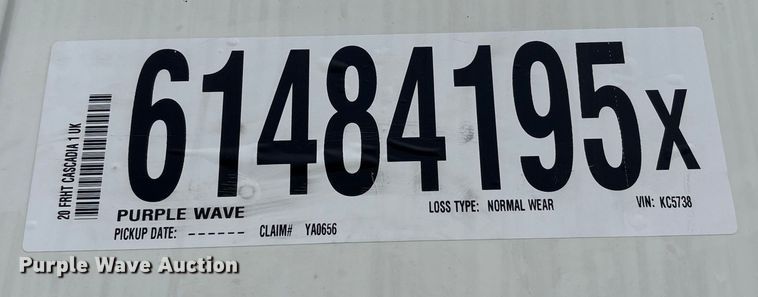 61484195X
20 FRHT CASCADIA 1 UK
PURPLE WAVE
LOSS TYPE: NORMAL WEAR
VIN: KC5738
PICKUP DATE: - - - - - -
CLAIM# YA0656
Purple Wave Auction®